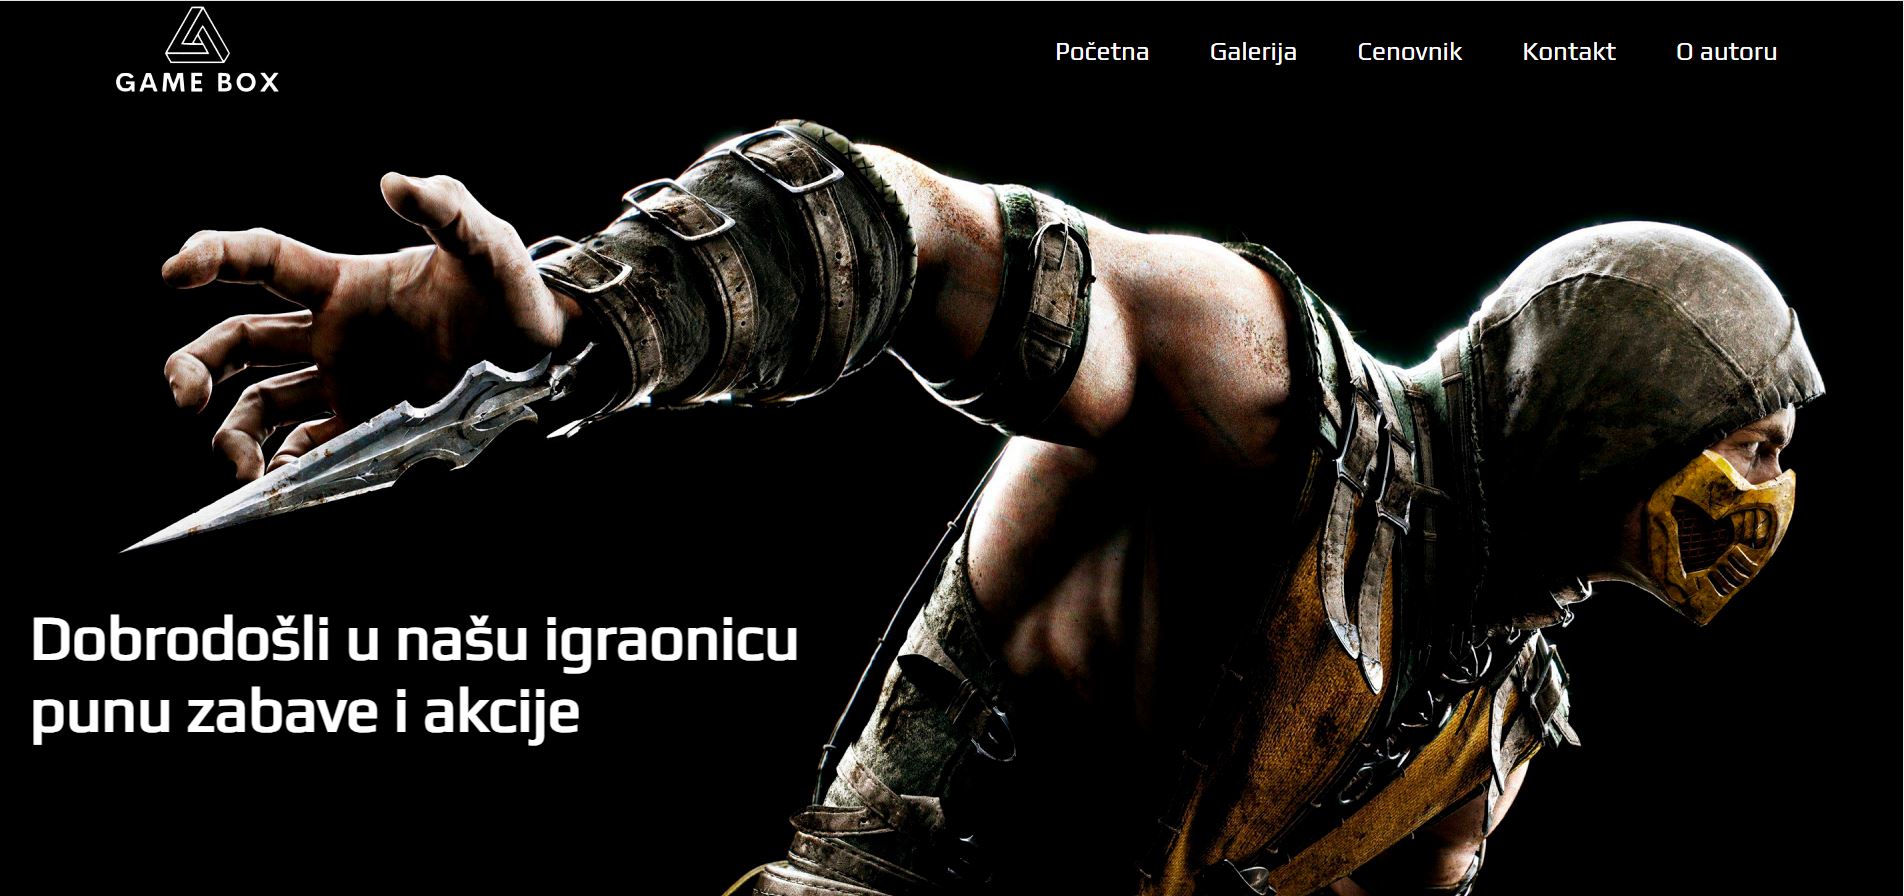 GAME BOX
Početna Galerija Cenovnik Kontakt O autoru
Dobrodošli u našu igraonicu
punu zabave i akcije